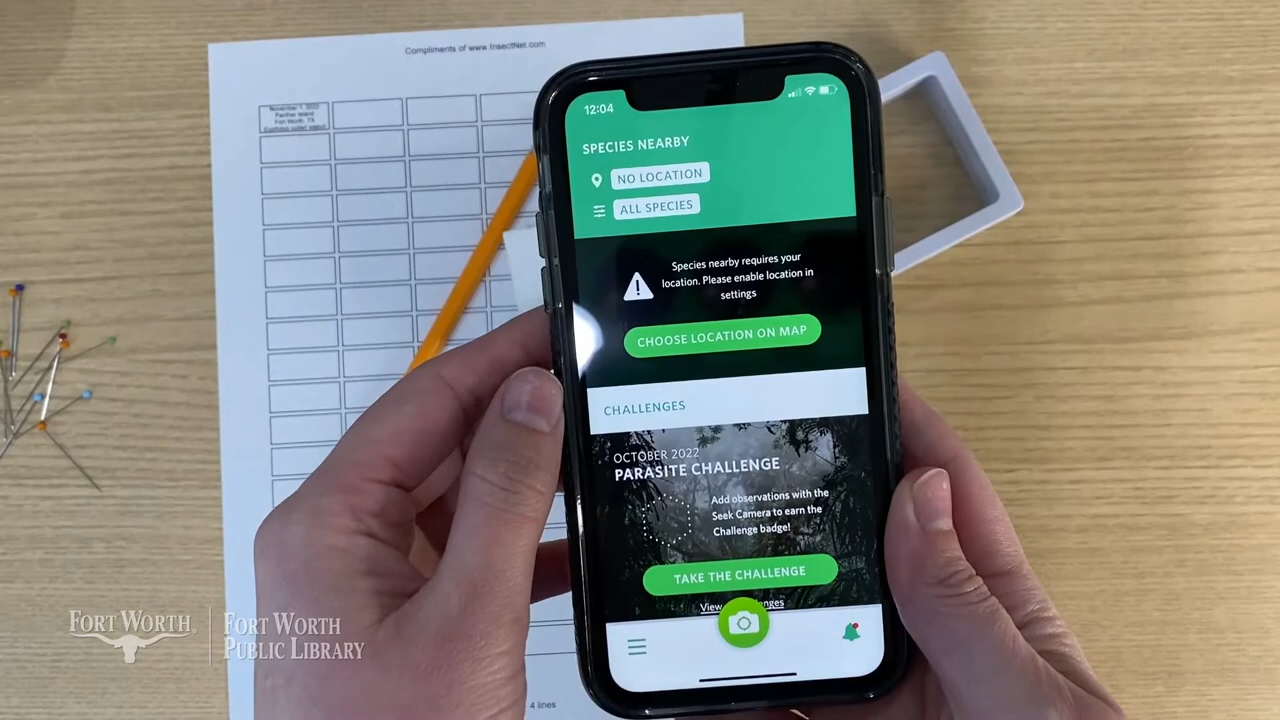 Compliments of www.InsectNet.com
November 1, 2022
Panther Island
Fort Worth, TX
12:04
SPECIES NEARBY
NO LOCATION
ALL SPECIES
Species nearby requires your
location. Please enable location in
settings
CHOOSE LOCATION ON MAP
CHALLENGES
OCTOBER 2022
PARASITE CHALLENGE
Add observations with the
Seek Camera to earn the
Challenge badge!
TAKE THE CHALLENGE
View
4 lines
FORT WORTH
FORT WORTH
PUBLIC LIBRARY